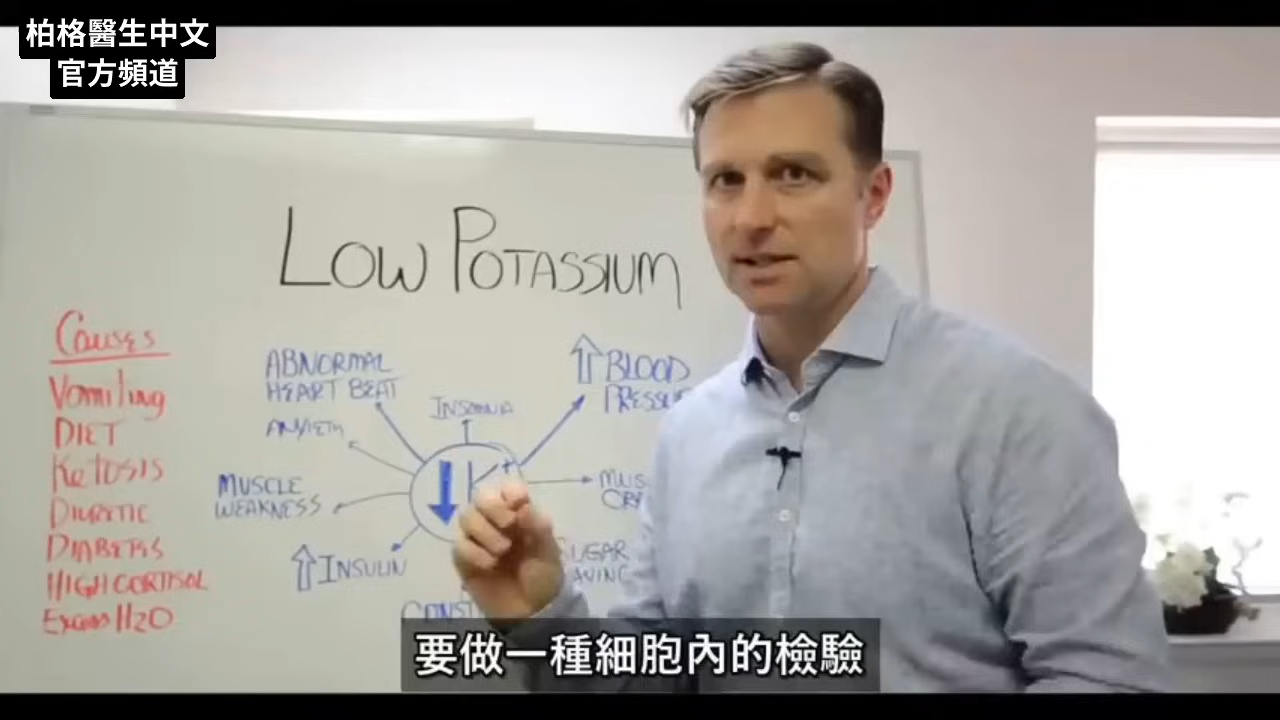 柏格醫生中文
官方頻道
LOW POTASSIUM
Causes
Vomiting
DIET
Ketosis
DIURETIC
DIABETES
HIGH CORTISOL
Excess H2O
ABNORMAL
HEART BEAT
ANXIETY
MUSCLE
WEAKNESS
INSULIN
INSOMNIA
BLOOD
SUGAR
要做一種細胞內的檢驗